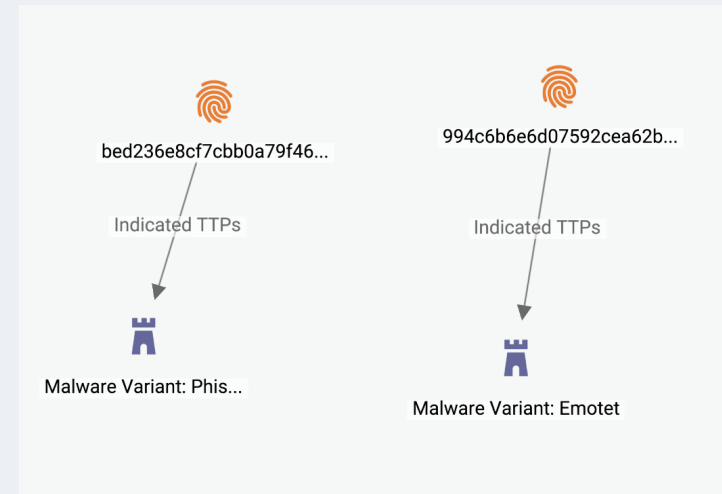 bed236e8cf7cbb0a79f46...
994c6b6e6d07592cea62b...
Indicated TTPs
Indicated TTPs
Malware Variant: Phis...
Malware Variant: Emotet